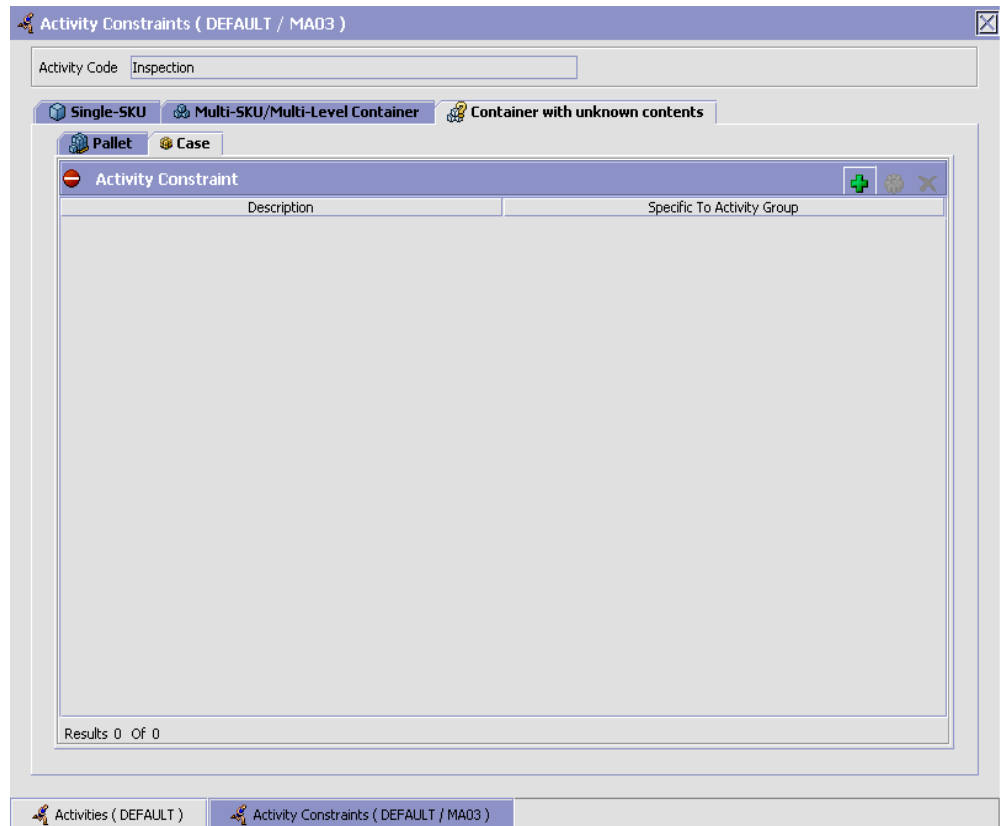 Activity Constraints ( DEFAULT / MA03 )
Activity Code Inspection
Single-SKU Multi-SKU/Multi-Level Container Container with unknown contents
Pallet Case
Activity Constraint
Description Specific To Activity Group
Results 0 Of 0
Activities ( DEFAULT ) Activity Constraints ( DEFAULT / MA03 )